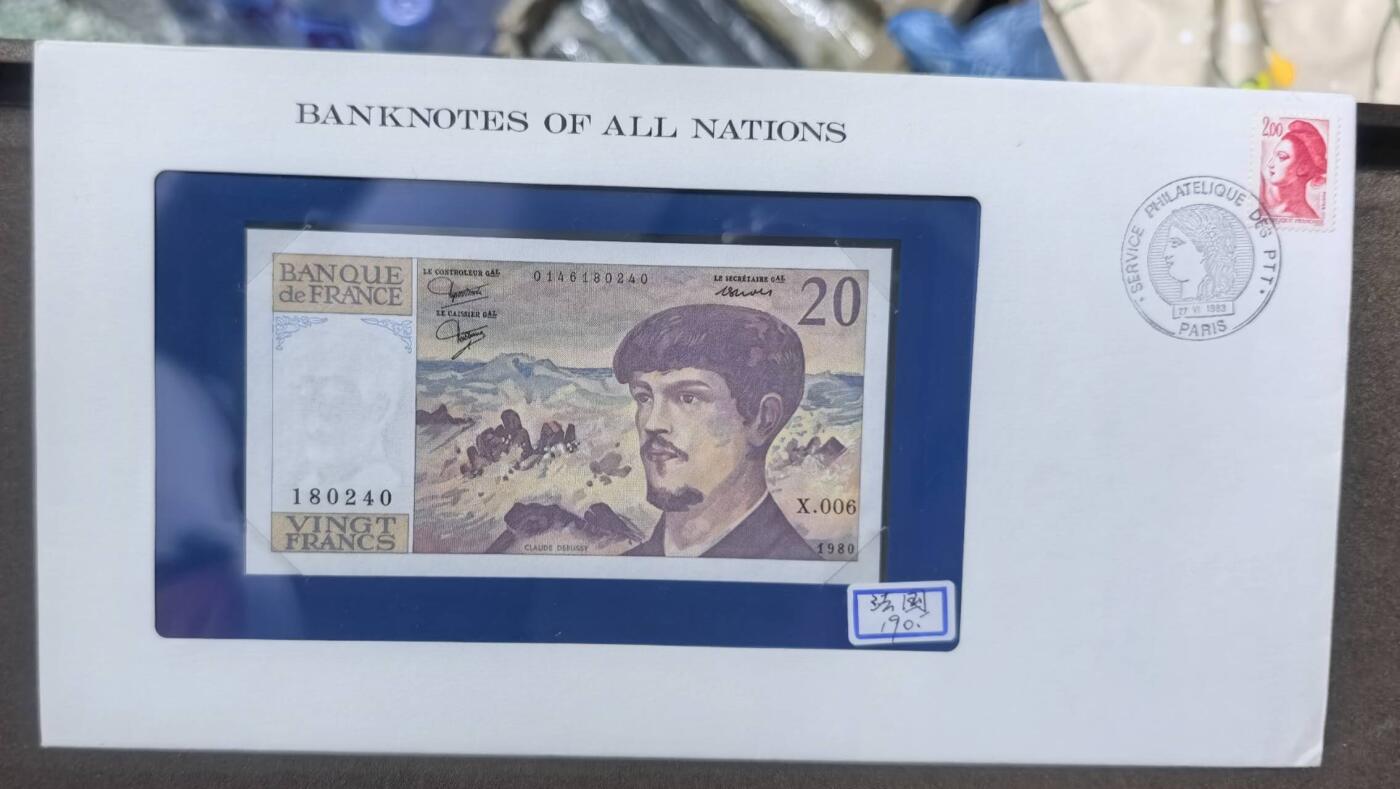 BANKNOTES OF ALL NATIONS
2,00
SERVICE PHILATELIQUE DES PTT
27 VI 1983
PARIS
BANQUE
de FRANCE
LE CONTROLEUR GAL
0146180240
LE SECRÉTAIRE GAL
20
LE CAISSIER GAL
180240
X.006
VINGT
FRANCS
CLAUDE DEBUSSY
1980
法国
190.